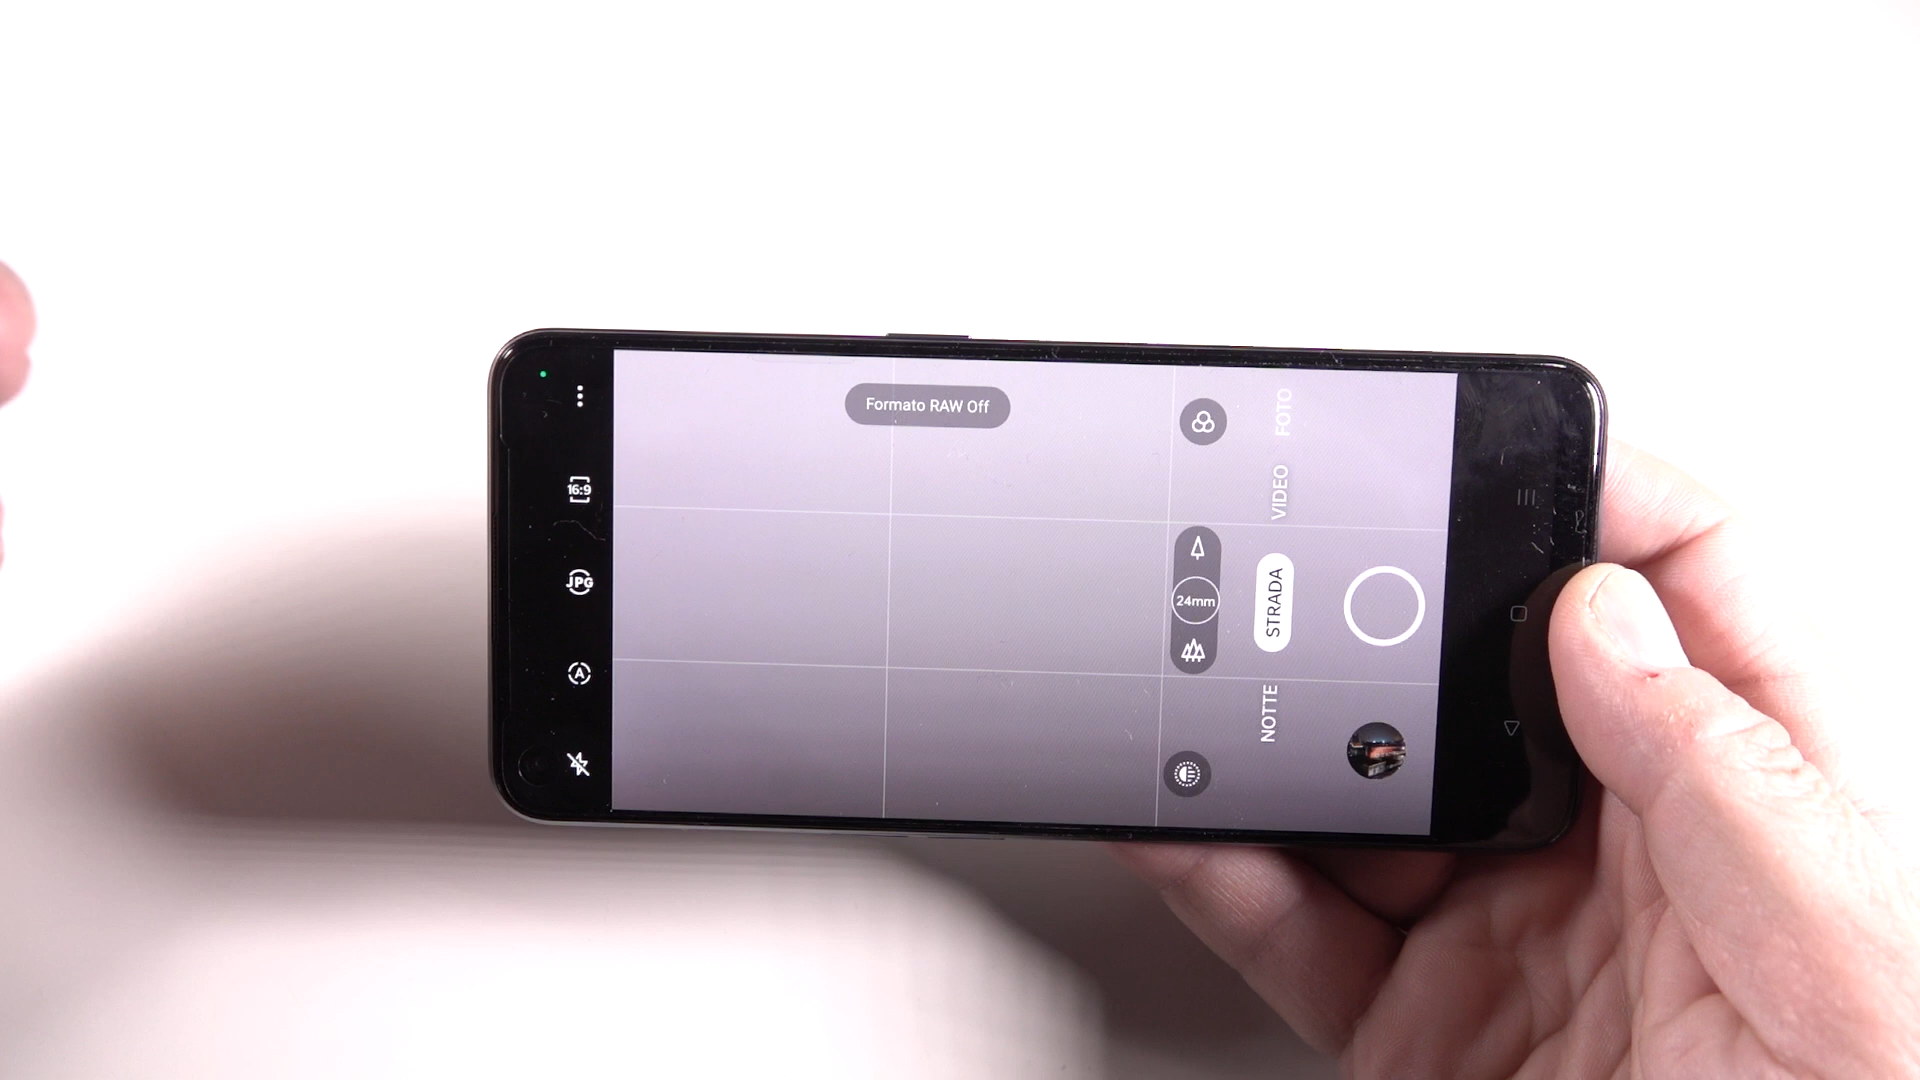 Formato RAW Off
16:9
JPG
A
24mm
FOTO
VIDEO
STRADA
NOTTE